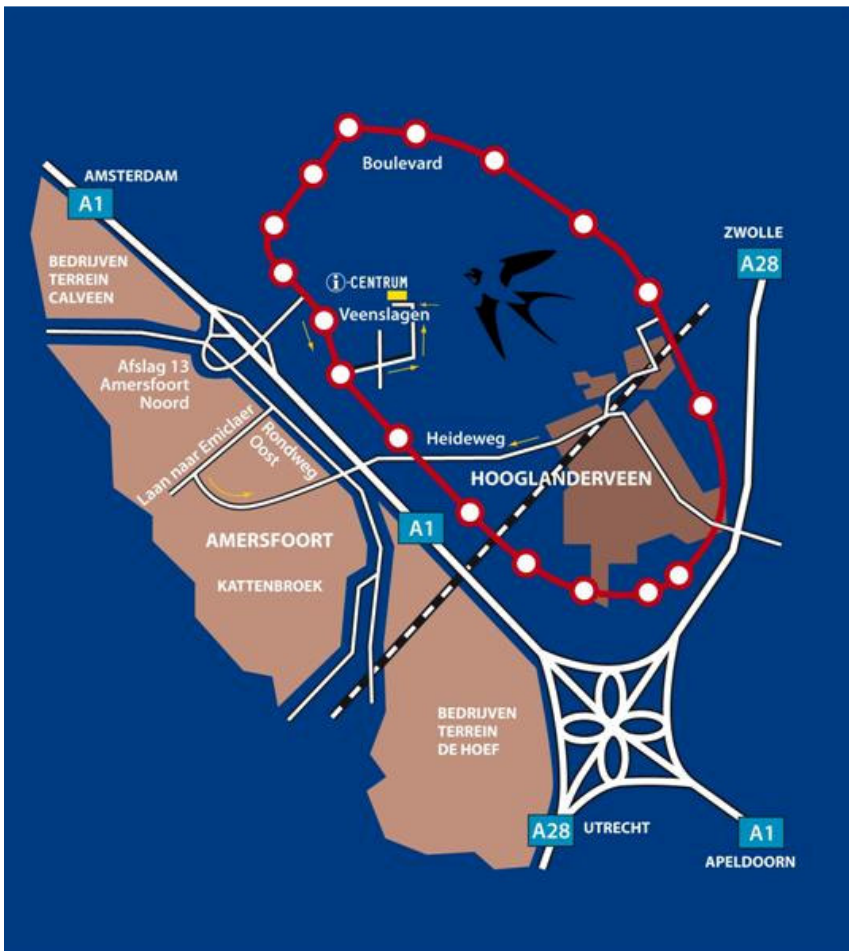 Boulevard
AMSTERDAM
A1
ZWOLLE
A28
BEDRIJVEN
TERREIN
CALVEEN
i-CENTRUM
Veenslagen
Afslag 13
Amersfoort
Noord
Laan naar Emiclaer
Rondweg
Oost
Heideweg
HOOGLANDERVEEN
A1
AMERSFOORT
KATTENBROEK
BEDRIJVEN
TERREIN
DE HOEF
A28 UTRECHT
A1
APELDOORN